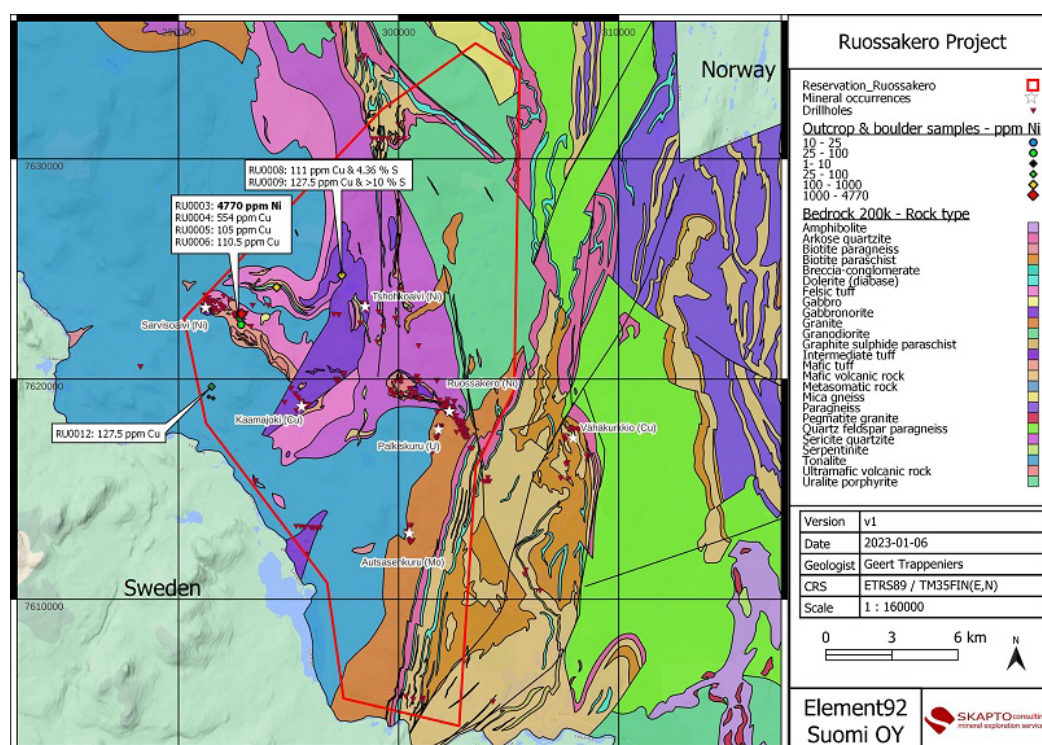 290000
300000
310000
7630000
7620000
7610000
Norway
Sweden
RU0008: 111 ppm Cu & 4.36 % S
RU0009: 127.5 ppm Cu & >10 % S
RU0003: 4770 ppm Ni
RU0004: 554 ppm Cu
RU0005: 105 ppm Cu
RU0006: 110.5 ppm Cu
Tshohkoaivi (Ni)
Sarvisoaivi (Ni)
Ruossakero (Ni)
Kaamajoki (Cu)
RU0012: 127.5 ppm Cu
Palkiskuru (U)
Vähäkurkkio (Cu)
Autsasenkuru (Mo)
Ruossakero Project
Reservation_Ruossakero
Mineral occurrences
Drillholes
Outcrop & boulder samples - ppm Ni
10 - 25
25 - 100
1- 10
25 - 100
100 - 1000
1000 - 4770
Bedrock 200k - Rock type
Amphibolite
Arkose quartzite
Biotite paragneiss
Biotite paraschist
Breccia-conglomerate
Dolerite (diabase)
Felsic tuff
Gabbro
Gabbronorite
Granite
Granodiorite
Graphite sulphide paraschist
Intermediate tuff
Mafic tuff
Mafic volcanic rock
Metasomatic rock
Mica gneiss
Paragneiss
Pegmatite granite
Quartz feldspar paragneiss
Sericite quartzite
Serpentinite
Tonalite
Ultramafic volcanic rock
Uralite porphyrite
Version v1
Date 2023-01-06
Geologist Geert Trappeniers
CRS ETRS89 / TM35FIN(E,N)
Scale 1 : 160000
0 3 6 km
N
Element92
Suomi OY
SKAPTO consulting
mineral exploration services